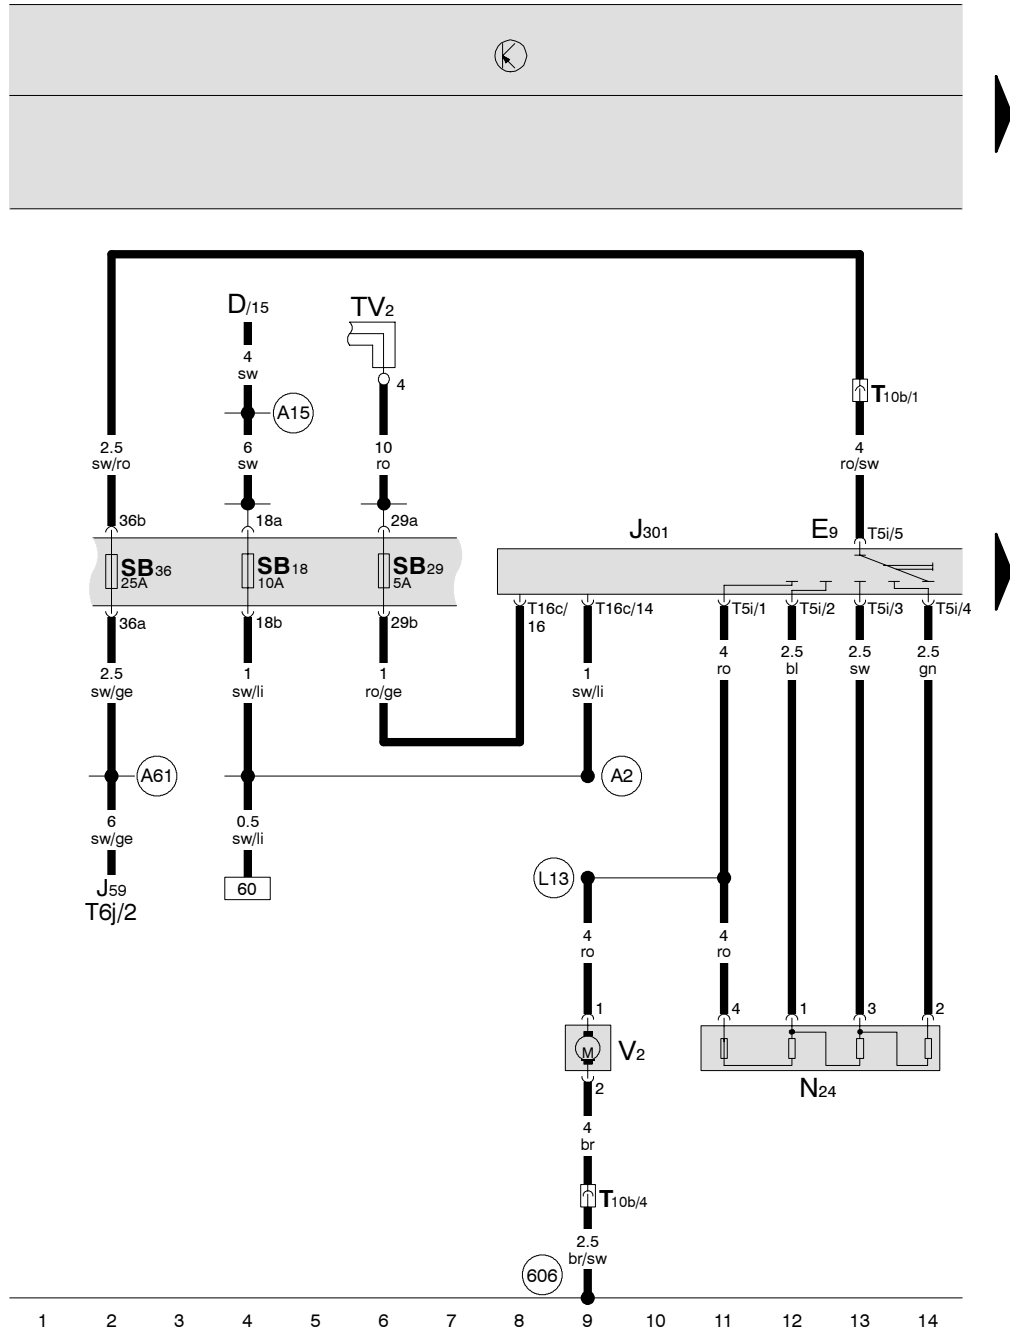 D/15
TV2
4
sw
4
A15
T10b/1
2.5
sw/ro
6
sw
10
ro
4
ro/sw
36b
18a
29a
J301
E9
T5i/5
SB36
25A
SB18
10A
SB29
5A
36a
18b
29b
T16c/
16
T16c/14
T5i/1
T5i/2
T5i/3
T5i/4
2.5
sw/ge
1
sw/li
1
ro/ge
1
sw/li
4
ro
2.5
bl
2.5
sw
2.5
gn
A61
A2
6
sw/ge
0.5
sw/li
J59
T6j/2
60
L13
4
ro
4
ro
1
4
1
3
2
M
V2
N24
2
4
br
T10b/4
2.5
br/sw
606
1 2 3 4 5 6 7 8 9 10 11 12 13 14